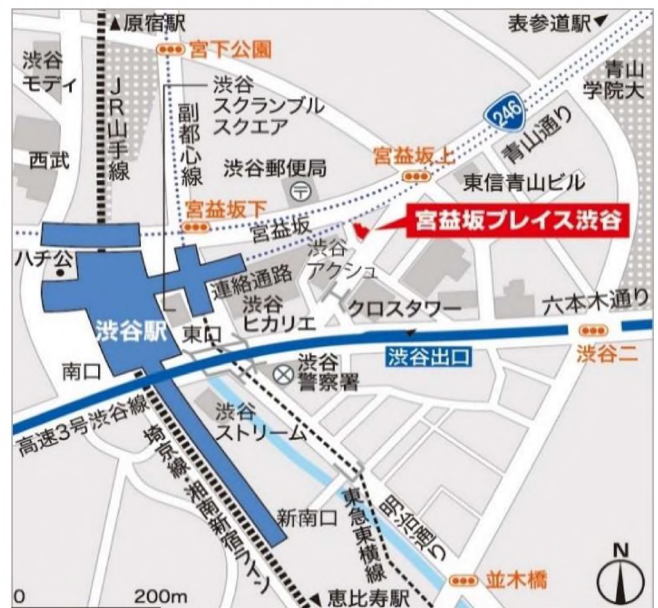 原宿駅
表参道駅
宮下公園
渋谷
モディ
JR山手線
副都心線
渋谷
スクランブル
スクエア
青山
学院大
246
青山通り
西武
渋谷郵便局
宮益坂上
東信青山ビル
宮益坂下
宮益坂
宮益坂プレイス渋谷
ハチ公
連絡通路
渋谷
アクシュ
渋谷
ヒカリエ
クロスタワー
六本木通り
渋谷駅
東口
渋谷出口
渋谷二
南口
渋谷
警察署
高速3号渋谷線
渋谷
ストリーム
埼京線・湘南新宿ライン
新南口
東急東横線
明治通り
並木橋
恵比寿駅
0
200m
N